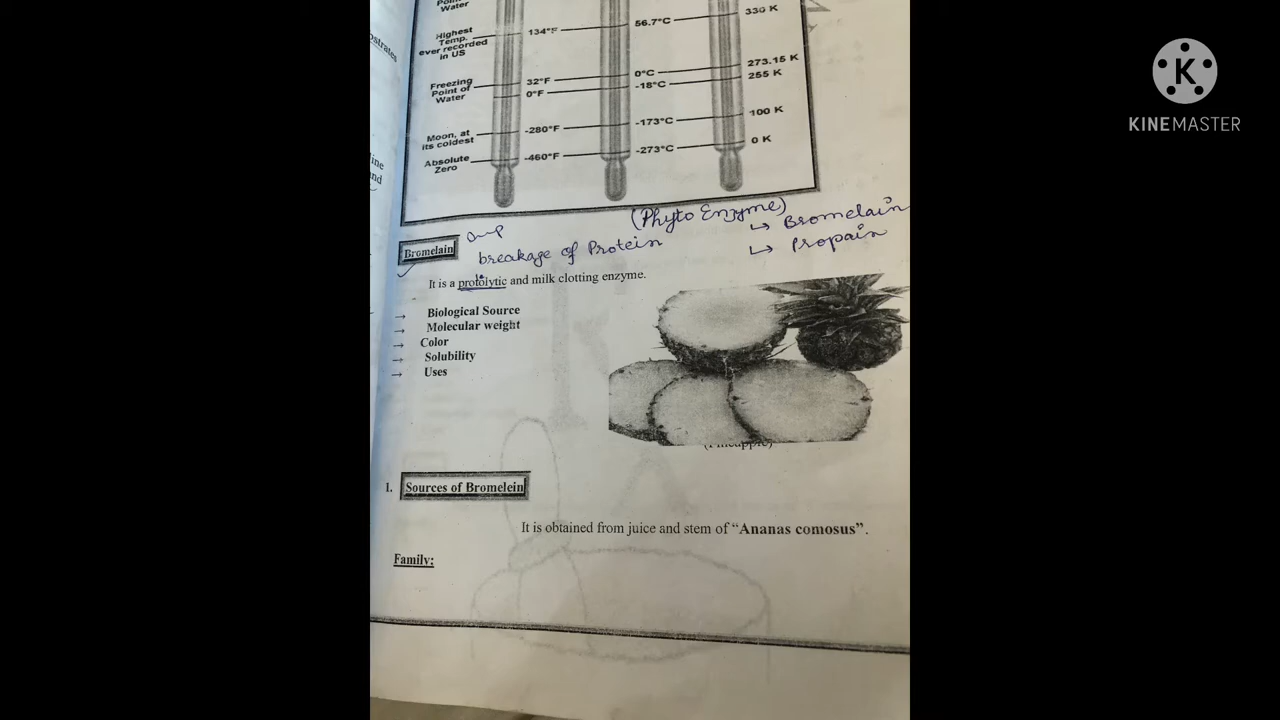 Water
330 K
Highest
Temp.
ever recorded
in US
134°F
56.7°C
Freezing
Point of
Water
32°F
0°C
273.15 K
0°F
-18°C
255 K
Moon, at
its coldest
-280°F
-173°C
100 K
Absolute
Zero
-460°F
-273°C
0 K
(Phyto Enzyme)
↳ Bromelain
↳ Propain
Bromelain
breakage of Protein
It is a protolytic and milk clotting enzyme.
→ Biological Source
→ Molecular weight
→ Color
→ Solubility
→ Uses
(Pineapple)
1. Sources of Bromelein
It is obtained from juice and stem of “Ananas comosus”.
Family:
KINEMASTER